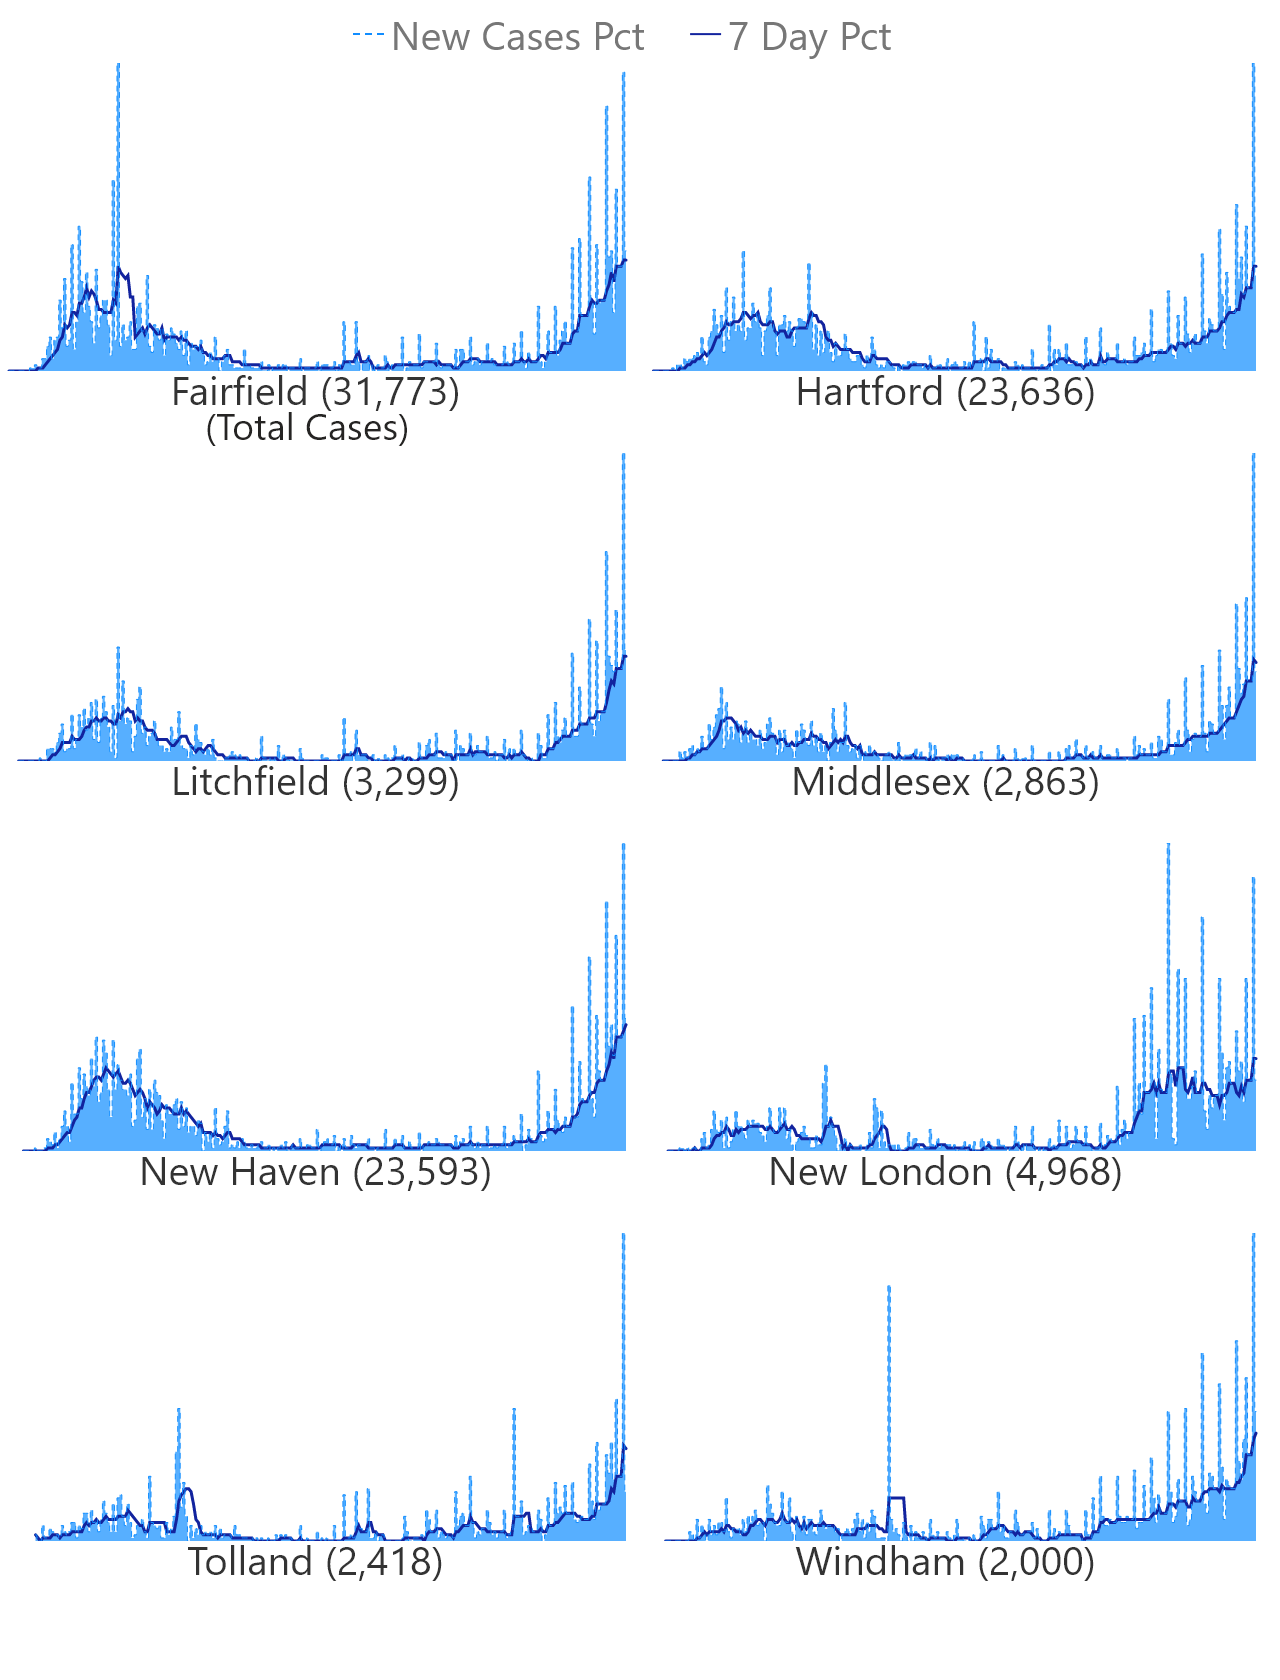 New Cases Pct 7 Day Pct
Fairfield (31,773) Hartford (23,636)
(Total Cases)
Litchfield (3,299) Middlesex (2,863)
New Haven (23,593) New London (4,968)
Tolland (2,418) Windham (2,000)